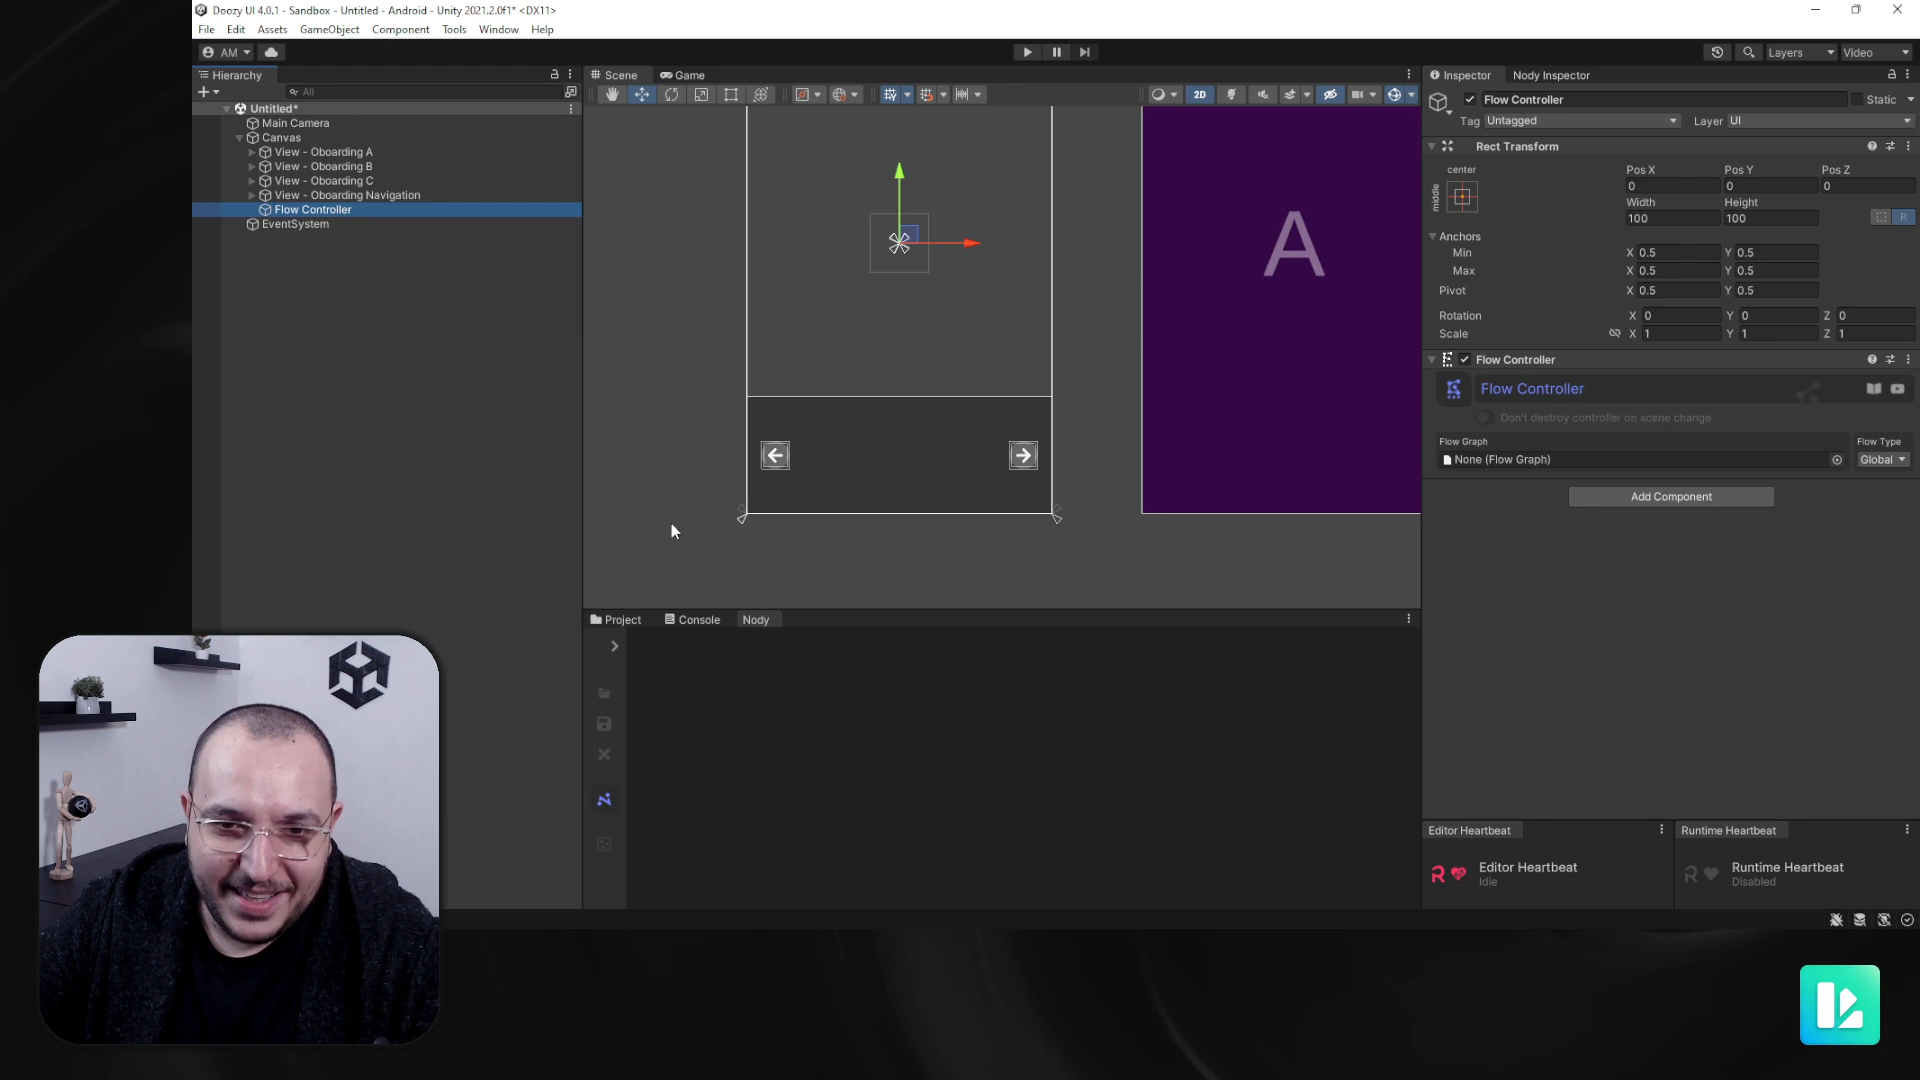 Doozy UI 4.0.1 - Sandbox - Untitled - Android - Unity 2021.2.0f1* <DX11>
File Edit Assets GameObject Component Tools Window Help
AM
Layers Video
Hierarchy
All
Untitled*
Main Camera
Canvas
View - Oboarding A
View - Oboarding B
View - Oboarding C
View - Oboarding Navigation
Flow Controller
EventSystem
Scene Game
2D
A
Project Console Nody
Inspector Node Inspector
Flow Controller Static
Tag Untagged Layer UI
Rect Transform
center
middle
Pos X Pos Y Pos Z
0 0 0
Width Height
100 100
R
Anchors
Min X 0.5 Y 0.5
Max X 0.5 Y 0.5
Pivot X 0.5 Y 0.5
Rotation X 0 Y 0 Z 0
Scale X 1 Y 1 Z 1
Flow Controller
Flow Controller
Don't destroy controller on scene change
Flow Graph Flow Type
None (Flow Graph) Global
Add Component
Editor Heartbeat Runtime Heartbeat
Editor Heartbeat
Idle
Runtime Heartbeat
Disabled